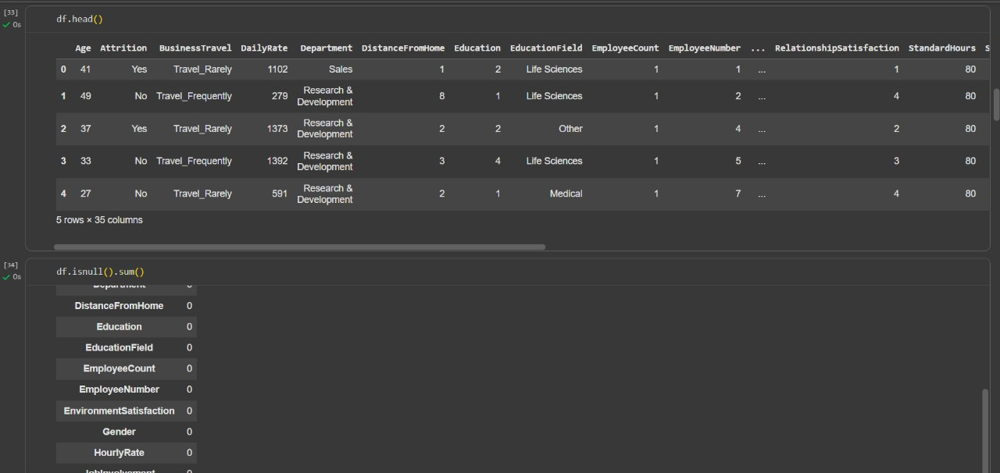 [33]
0s
df.head()
Age Attrition BusinessTravel DailyRate Department DistanceFromHome Education EducationField EmployeeCount EmployeeNumber ... RelationshipSatisfaction StandardHours S
0 41 Yes Travel_Rarely 1102 Sales 1 2 Life Sciences 1 1 ... 1 80
1 49 No Travel_Frequently 279 Research & Development 8 1 Life Sciences 1 2 ... 4 80
2 37 Yes Travel_Rarely 1373 Research & Development 2 2 Other 1 4 ... 2 80
3 33 No Travel_Frequently 1392 Research & Development 3 4 Life Sciences 1 5 ... 3 80
4 27 No Travel_Rarely 591 Research & Development 2 1 Medical 1 7 ... 4 80
5 rows × 35 columns
[34]
0s
df.isnull().sum()
Department 0
DistanceFromHome 0
Education 0
EducationField 0
EmployeeCount 0
EmployeeNumber 0
EnvironmentSatisfaction 0
Gender 0
HourlyRate 0
JobInvolvement 0